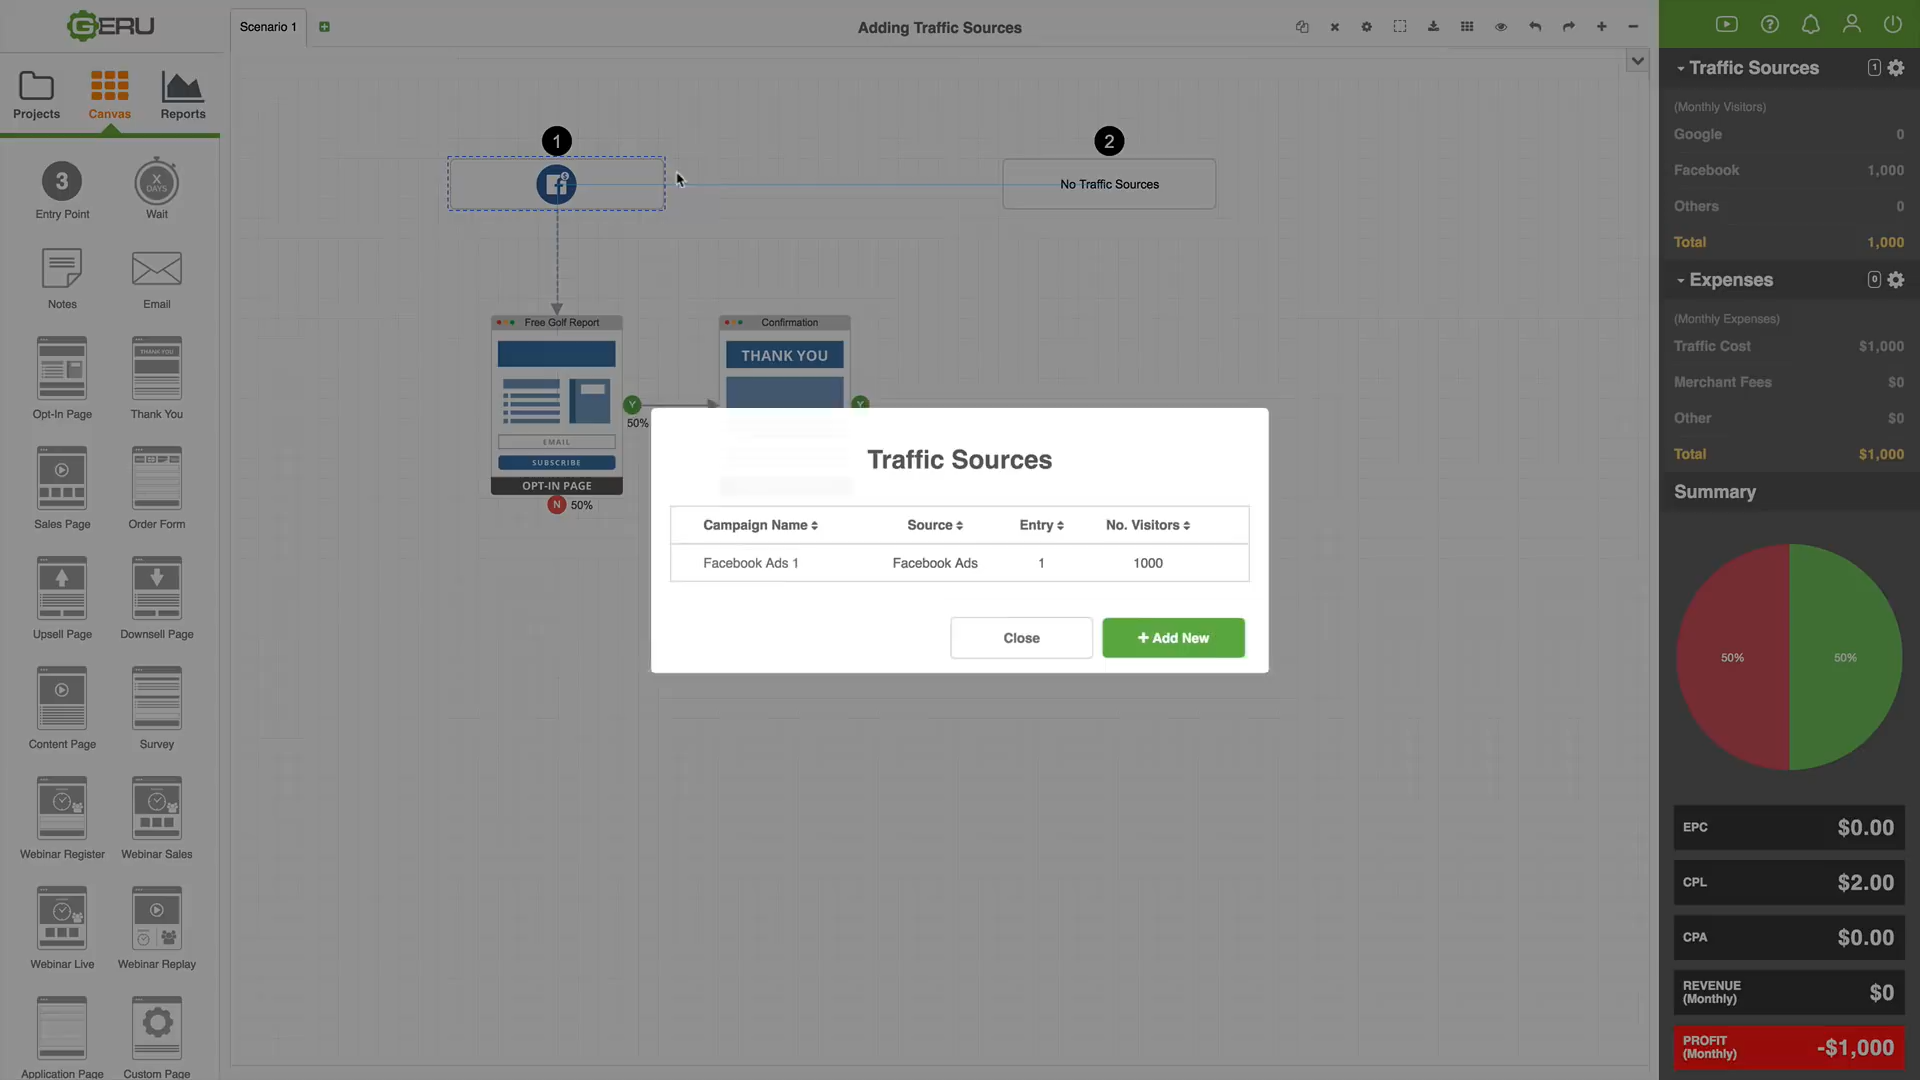 GERU
Scenario 1
Adding Traffic Sources
Projects
Canvas
Reports
3
Entry Point
X
DAYS
Wait
Notes
Email
Opt-In Page
THANK YOU
Thank You
Sales Page
Order Form
Upsell Page
Downsell Page
Content Page
Survey
Webinar Register
Webinar Sales
Webinar Live
Webinar Replay
Application Page
Custom Page
1
2
No Traffic Sources
Free Golf Report
EMAIL
SUBSCRIBE
OPT-IN PAGE
Y
50%
N
50%
Confirmation
THANK YOU
Y
Traffic Sources
Campaign Name
Source
Entry
No. Visitors
Facebook Ads 1
Facebook Ads
1
1000
Close
+ Add New
Traffic Sources
1
(Monthly Visitors)
Google 0
Facebook 1,000
Others 0
Total 1,000
Expenses
0
(Monthly Expenses)
Traffic Cost $1,000
Merchant Fees $0
Other $0
Total $1,000
Summary
50%
50%
EPC $0.00
CPL $2.00
CPA $0.00
REVENUE
(Monthly)
$0
PROFIT
(Monthly)
-$1,000